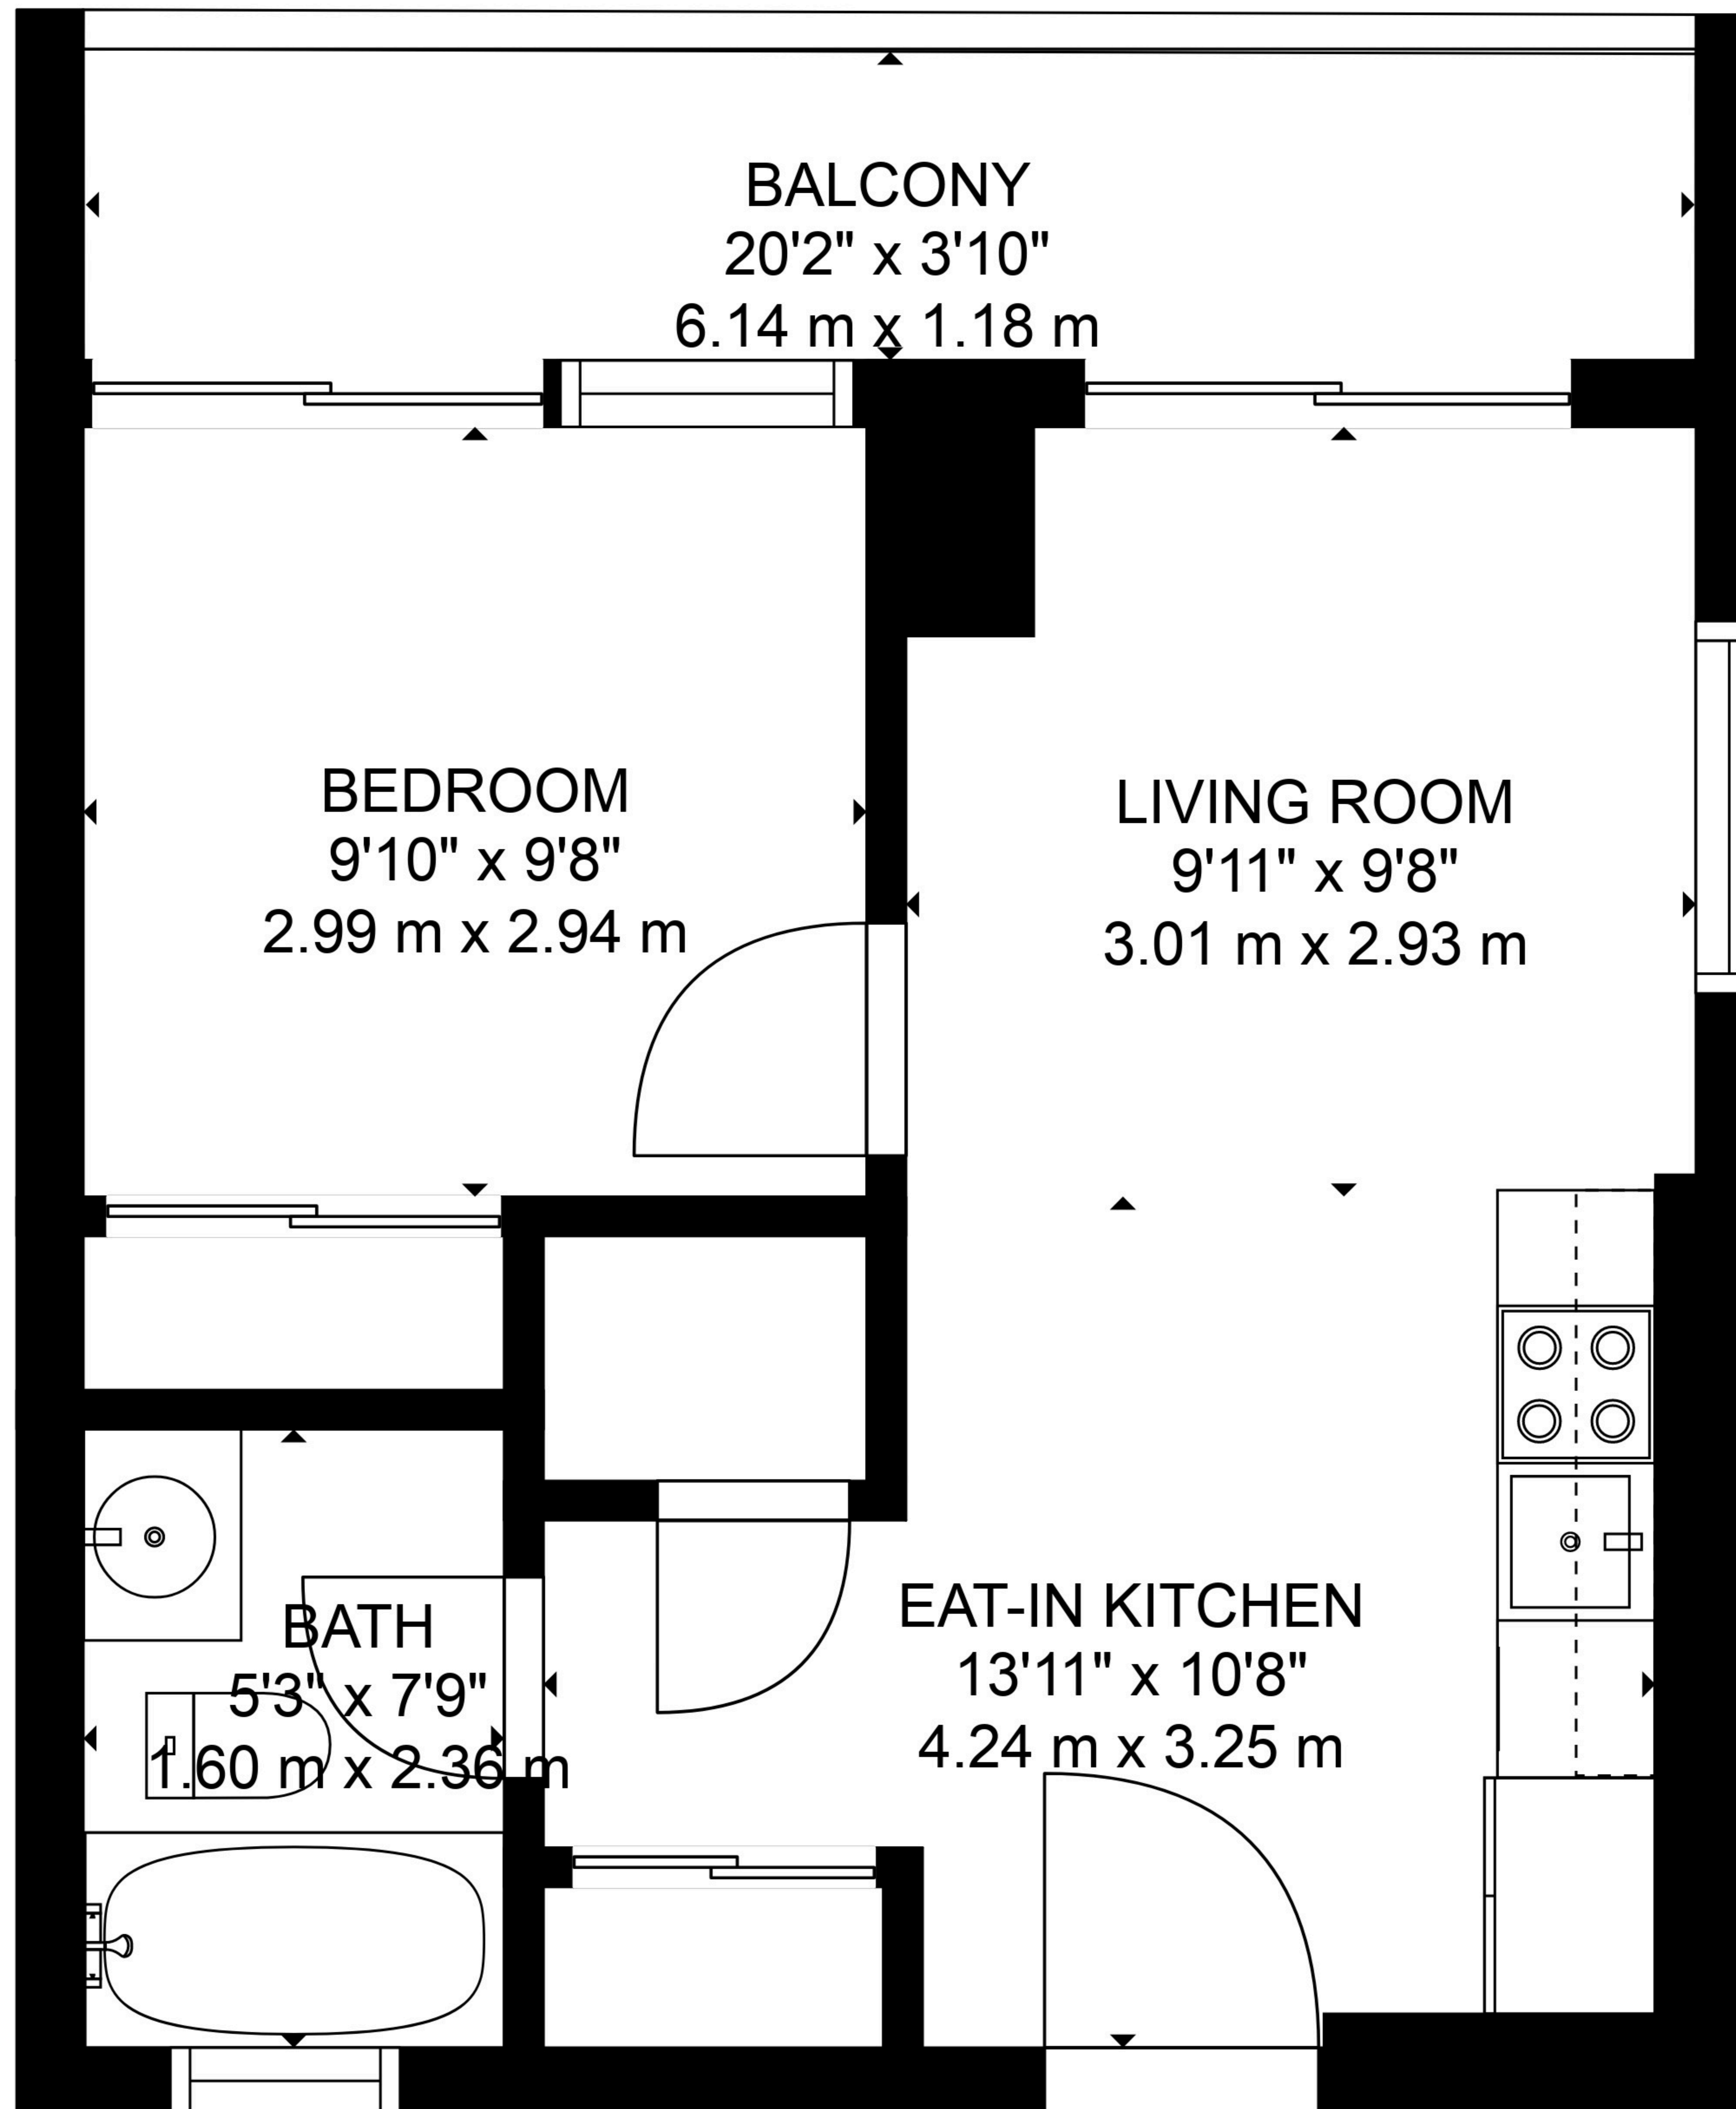 BALCONY
20'2" x 3'10"
6.14 m x 1.18 m
BEDROOM
9'10" x 9'8"
2.99 m x 2.94 m
LIVING ROOM
9'11" x 9'8"
3.01 m x 2.93 m
BATH
5'3" x 7'9"
1.60 m x 2.36 m
EAT-IN KITCHEN
13'11" x 10'8"
4.24 m x 3.25 m